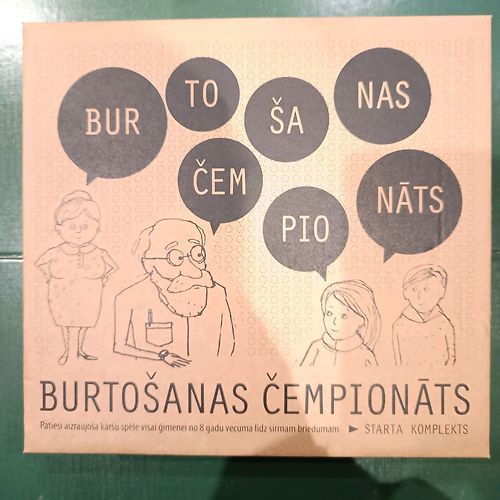 BUR
TO
ŠA
NAS
ČEM
PIO
NĀTS
BURTOŠANAS ČEMPIONĀTS
Patiesi aizraujoša kāršu spēle visai ģimenei no 8 gadu vecuma līdz sirmam briedumam ► STARTA KOMPLEKTS